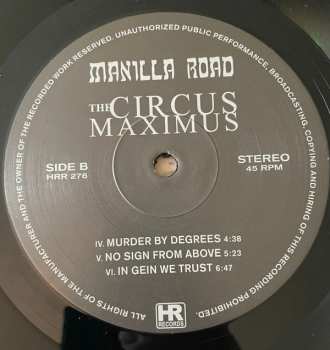 ALL RIGHTS OF THE MANUFACTURER AND THE OWNER OF THE RECORDED WORK RESERVED. UNAUTHORIZED PUBLIC PERFORMANCE, BROADCASTING, COPYING AND HIRING OF THIS RECORDING PROHIBITED.
MANILLA ROAD
THE CIRCUS
MAXIMUS
SIDE B
HRR 276
STEREO
45 RPM
IV. MURDER BY DEGREES 4:38
V. NO SIGN FROM ABOVE 5:23
VI. IN GEIN WE TRUST 6:47
HR
RECORDS